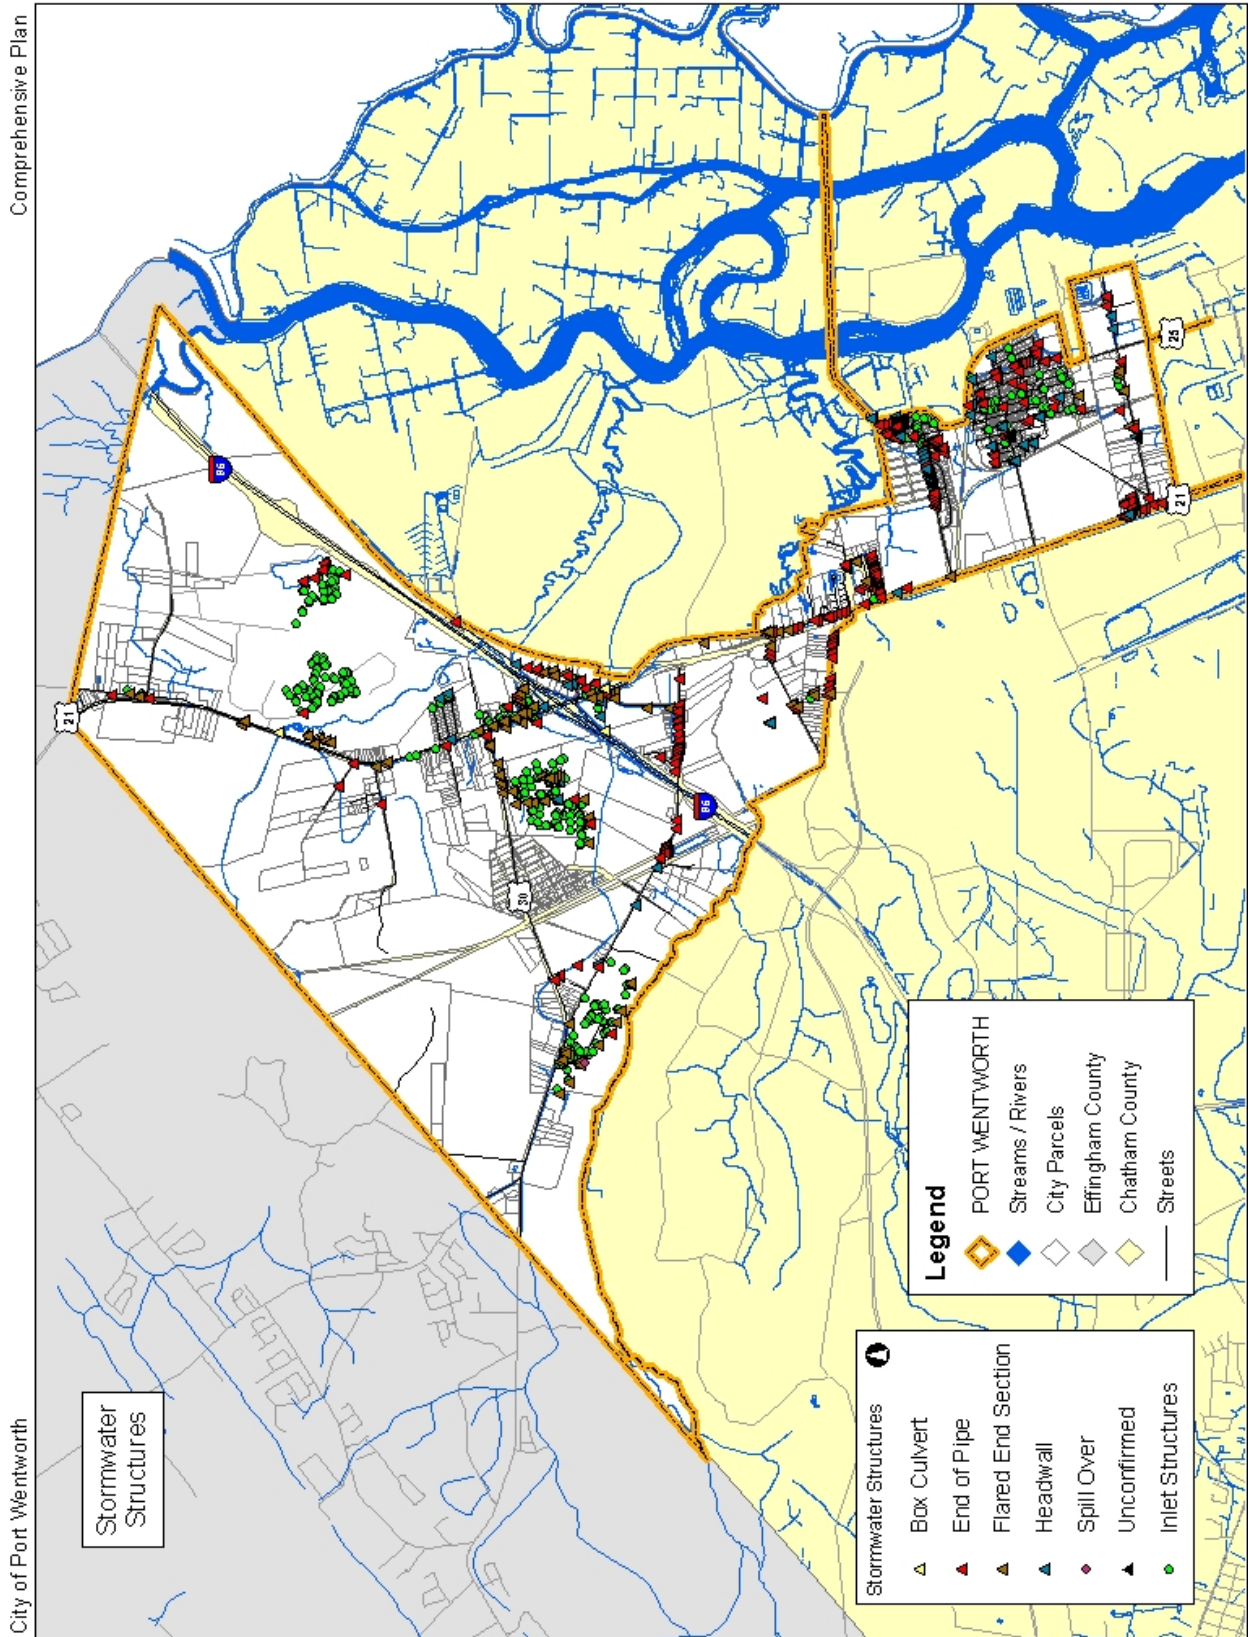 City of Port Wentworth
Comprehensive Plan
Stormwater
Structures
21
95
30
95
21
25
Stormwater Structures
Box Culvert
End of Pipe
Flared End Section
Headwall
Spill Over
Unconfirmed
Inlet Structures
Legend
PORT WENTWORTH
Streams / Rivers
City Parcels
Effingham County
Chatham County
Streets